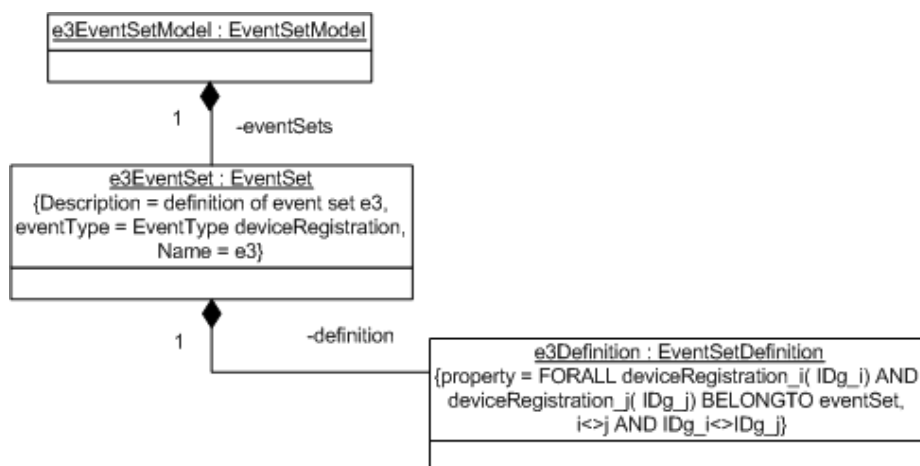 e3EventSetModel : EventSetModel
1
-eventSets
e3EventSet : EventSet
{Description = definition of event set e3,
eventType = EventType deviceRegistration,
Name = e3}
1
-definition
e3Definition : EventSetDefinition
{property = FORALL deviceRegistration_i( IDg_i) AND
deviceRegistration_j( IDg_j) BELONGTO eventSet,
i<>j AND IDg_i<>IDg_j}